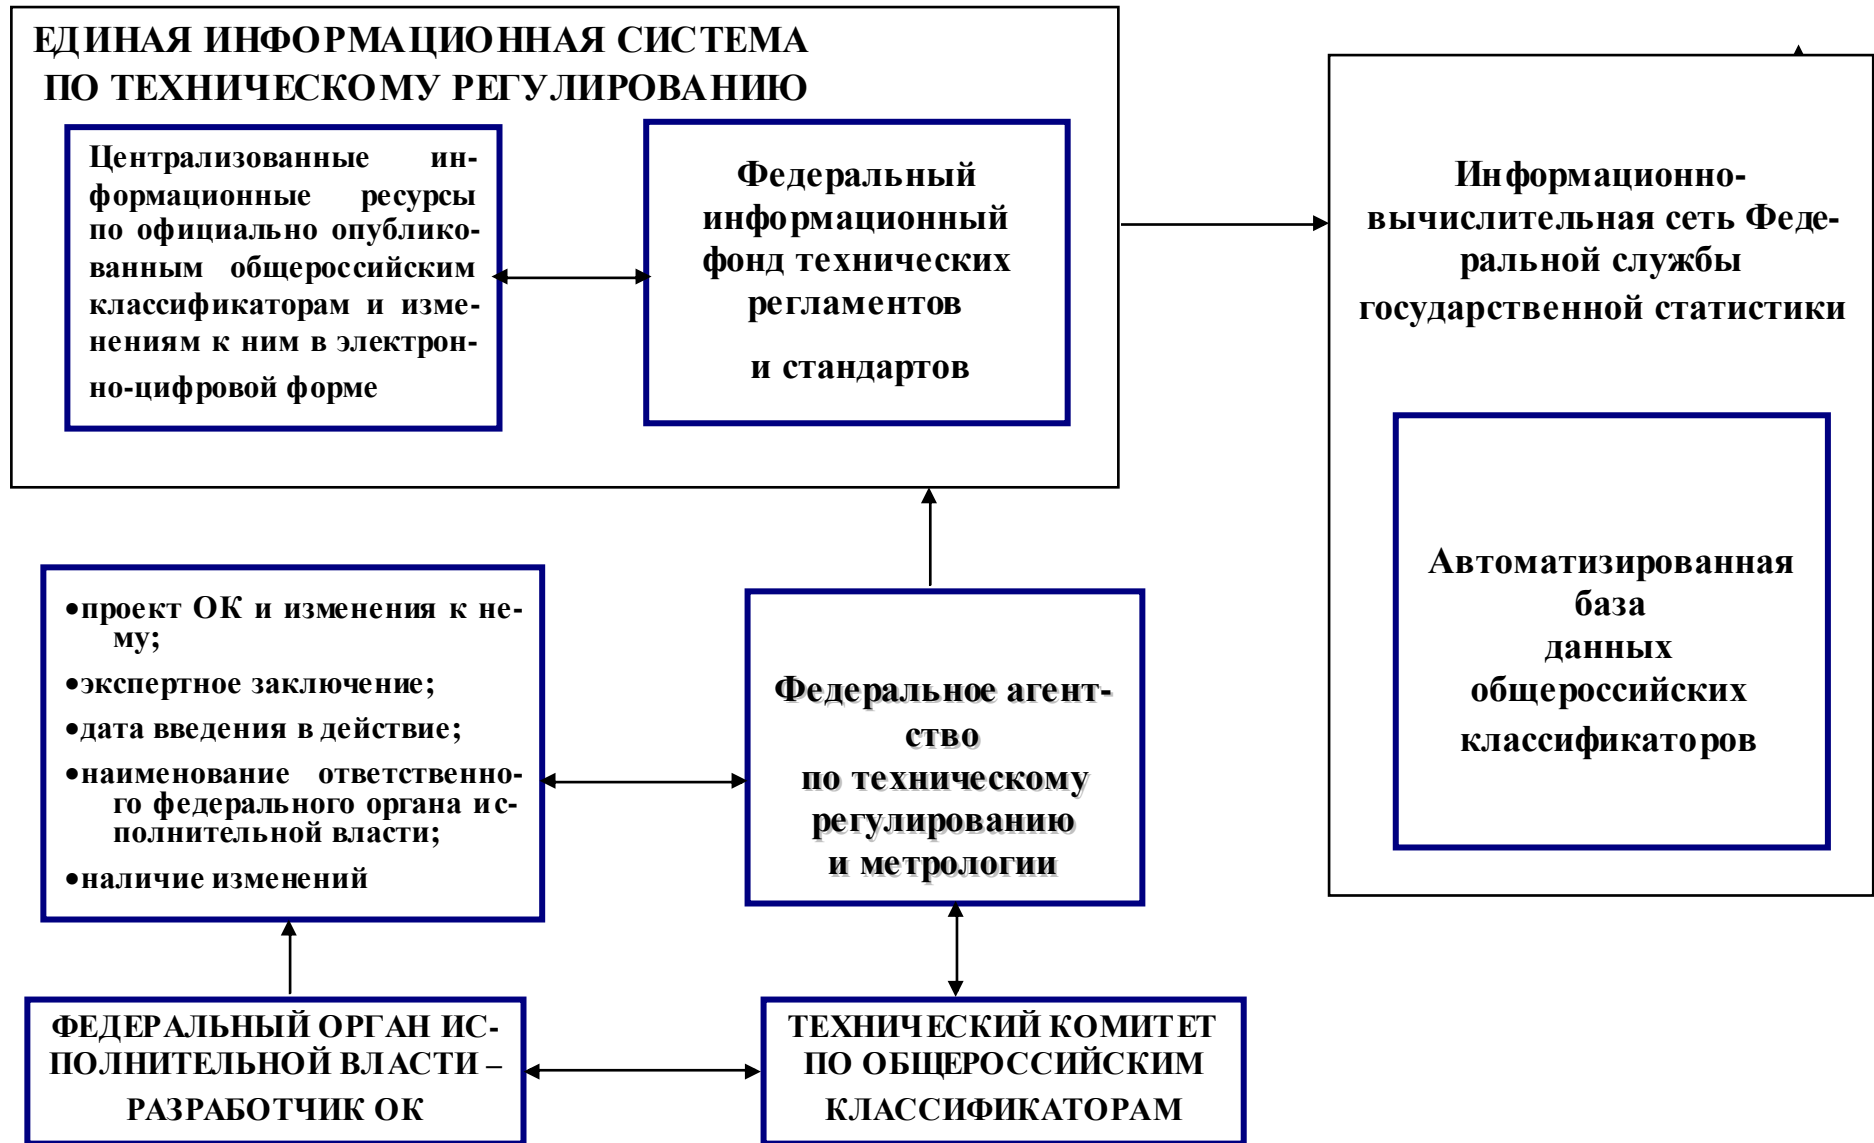 ЕДИНАЯ ИНФОРМАЦИОННАЯ СИСТЕМА
ПО ТЕХНИЧЕСКОМУ РЕГУЛИРОВАНИЮ
Централизованные ин-
формационные ресурсы
по официально опублико-
ванным общероссийским
классификаторам и изме-
нениям к ним в электрон-
но-цифровой форме
Федеральный
информационный
фонд технических
регламентов
и стандартов
Информационно-
вычислительная сеть Феде-
ральной службы
государственной статистики
Автоматизированная
база
данных
общероссийских
классификаторов
•проект ОК и изменения к не-
му;
•экспертное заключение;
•дата введения в действие;
•наименование ответственно-
го федерального органа ис-
полнительной власти;
•наличие изменений
Федеральное агент-
ство
по техническому
регулированию
и метрологии
ФЕДЕРАЛЬНЫЙ ОРГАН ИС-
ПОЛНИТЕЛЬНОЙ ВЛАСТИ –
РАЗРАБОТЧИК ОК
ТЕХНИЧЕСКИЙ КОМИТЕТ
ПО ОБЩЕРОССИЙСКИМ
КЛАССИФИКАТОРАМ